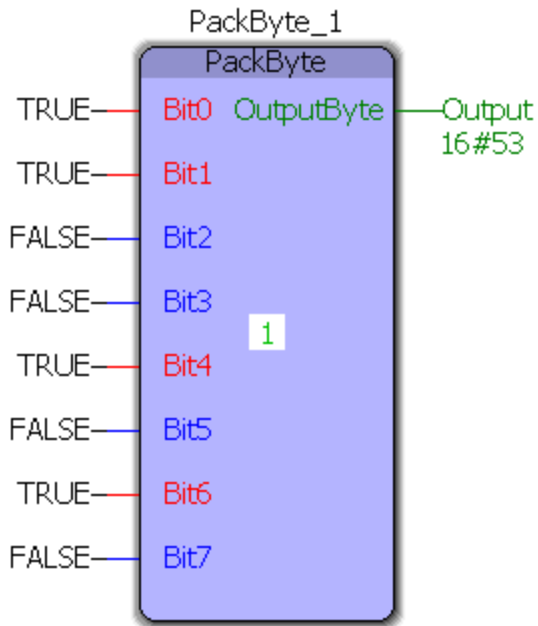 PackByte_1
PackByte
TRUE Bit0 OutputByte Output
16#53
TRUE Bit1
FALSE Bit2
FALSE Bit3
1
TRUE Bit4
FALSE Bit5
TRUE Bit6
FALSE Bit7